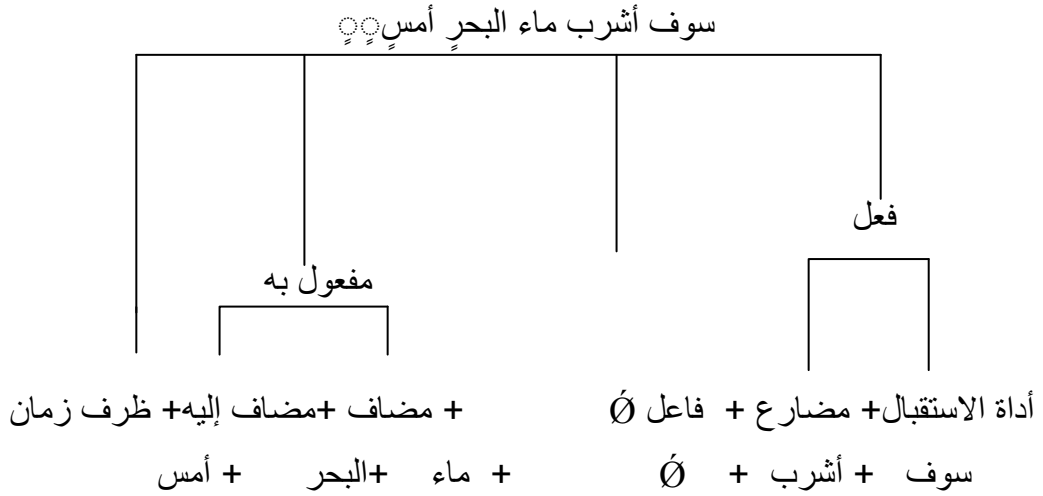 سوف أشرب ماء البحرٍ أمسٍٍ ٍ
فعل
مفعول به
أداة الاستقبال+ مضارع + فاعل Ǿ + مضاف +مضاف إليه+ ظرف زمان
سوف + أشرب + Ǿ + ماء +البحر + أمس